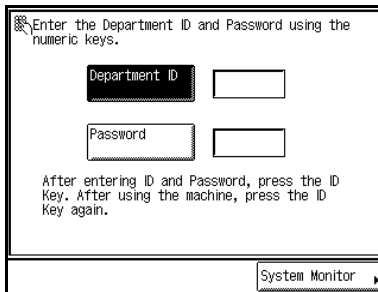 Enter the Department ID and Password using the
numeric keys.
Department ID
Password
After entering ID and Password, press the ID
Key. After using the machine, press the ID
Key again.
System Monitor